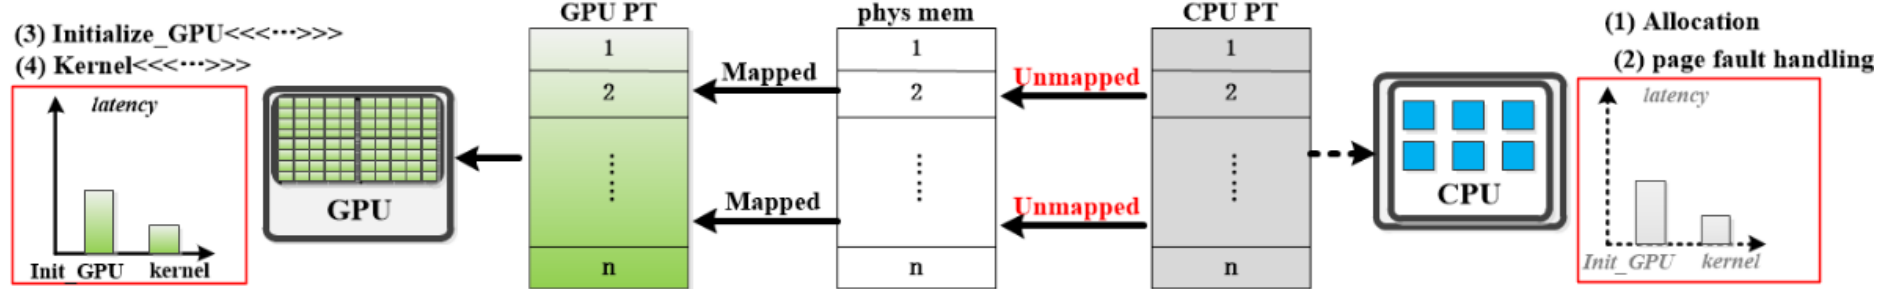 (3) Initialize_GPU<<<···>>>
(4) Kernel<<<···>>>
latency
Init_GPU kernel
GPU
GPU PT
1
2
n
Mapped
Mapped
phys mem
1
2
n
Unmapped
Unmapped
CPU PT
1
2
n
CPU
(1) Allocation
(2) page fault handling
latency
Init_GPU kernel